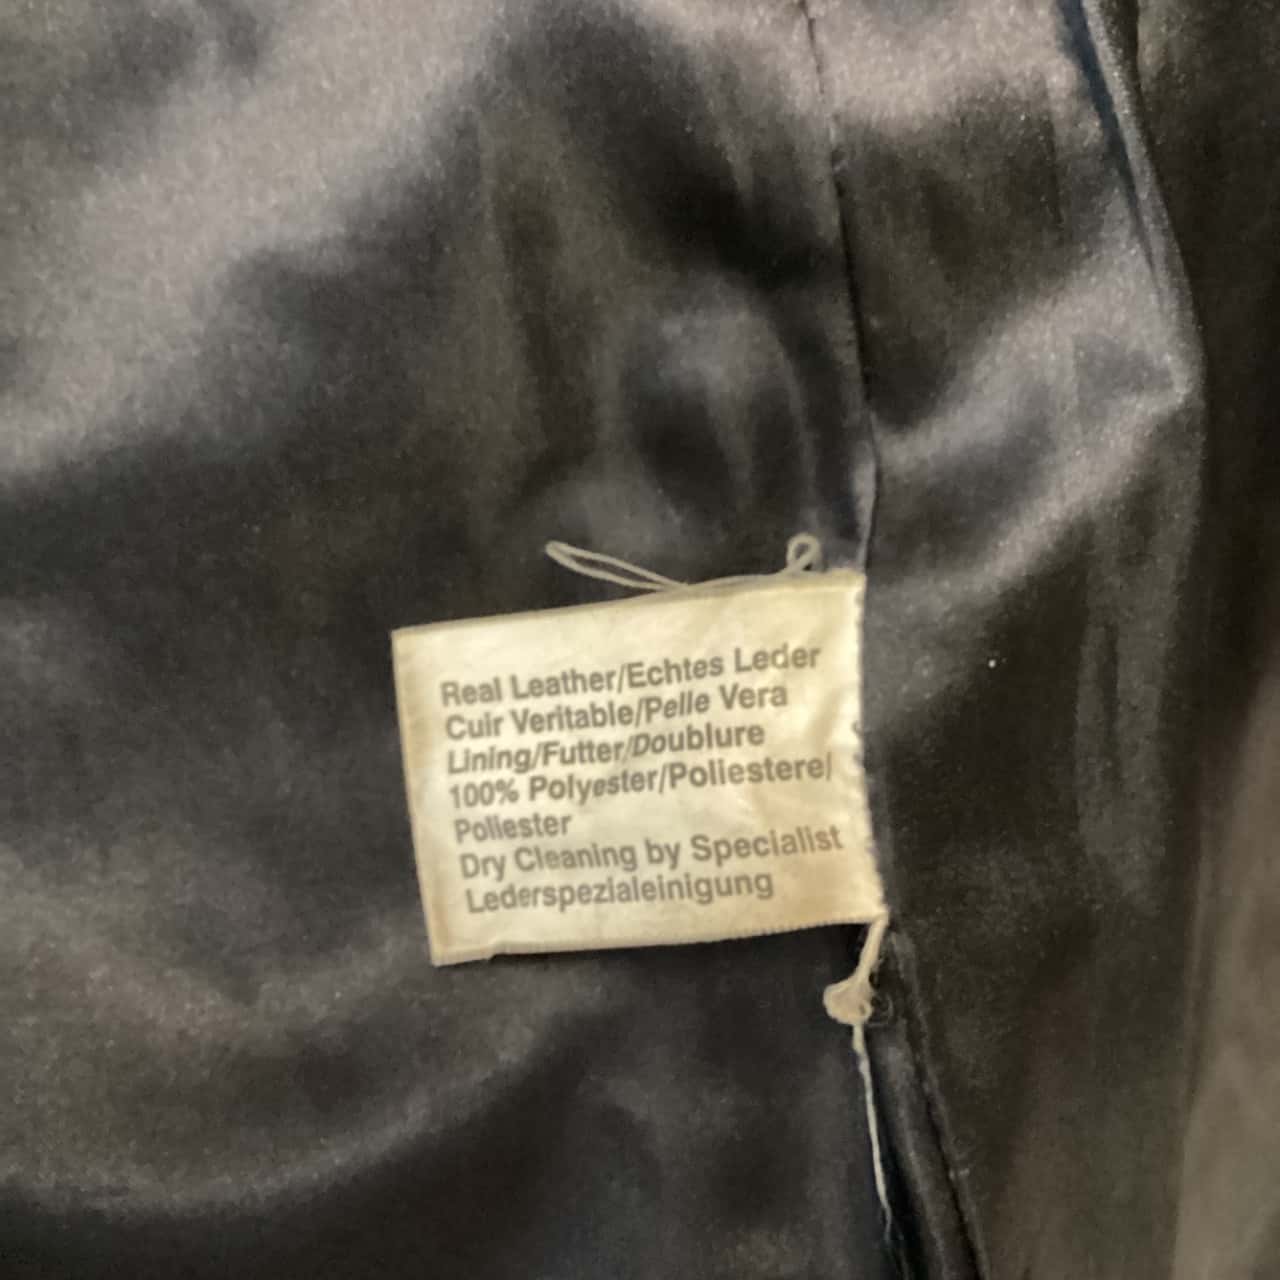 Real Leather/Echtes Leder
Cuir Veritable/Pelle Vera
Lining/Futter/Doublure
100% Polyester/Poliestere/
Poliester
Dry Cleaning by Specialist
Lederspezialeinigung